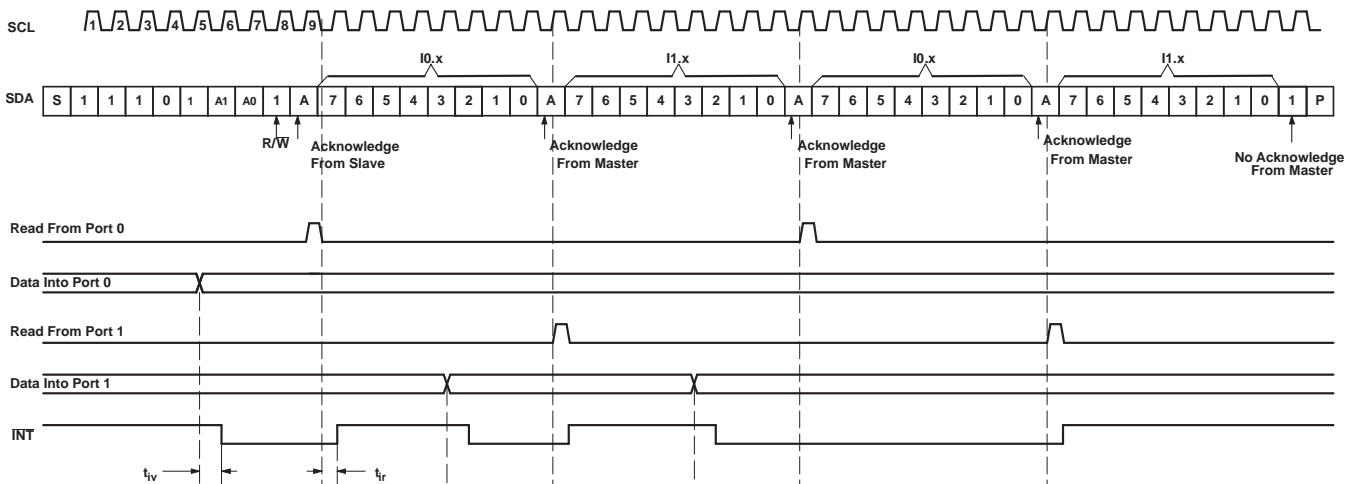 SCL 1 2 3 4 5 6 7 8 9
I0.x I1.x I0.x I1.x
SDA S 1 1 1 0 1 A1 A0 1 A 7 6 5 4 3 2 1 0 A 7 6 5 4 3 2 1 0 A 7 6 5 4 3 2 1 0 A 7 6 5 4 3 2 1 0 1 P
R/W
Acknowledge
From Slave
Acknowledge
From Master
Acknowledge
From Master
Acknowledge
From Master
No Acknowledge
From Master
Read From Port 0
Data Into Port 0
Read From Port 1
Data Into Port 1
INT
tiv
tir